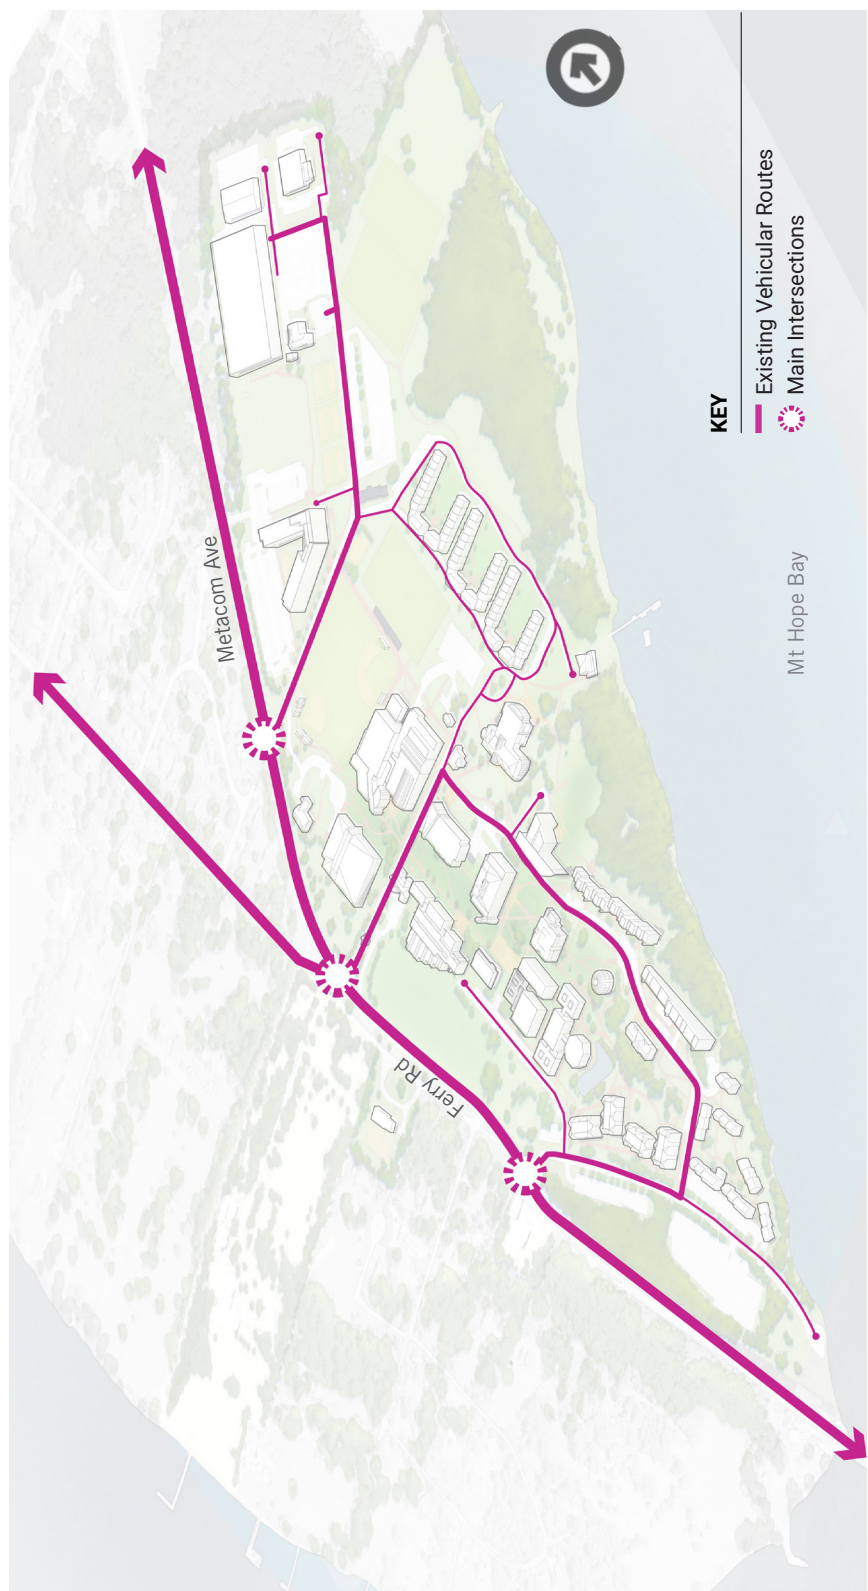 KEY
Existing Vehicular Routes
Main Intersections
Metacom Ave
Ferry Rd
Mt Hope Bay